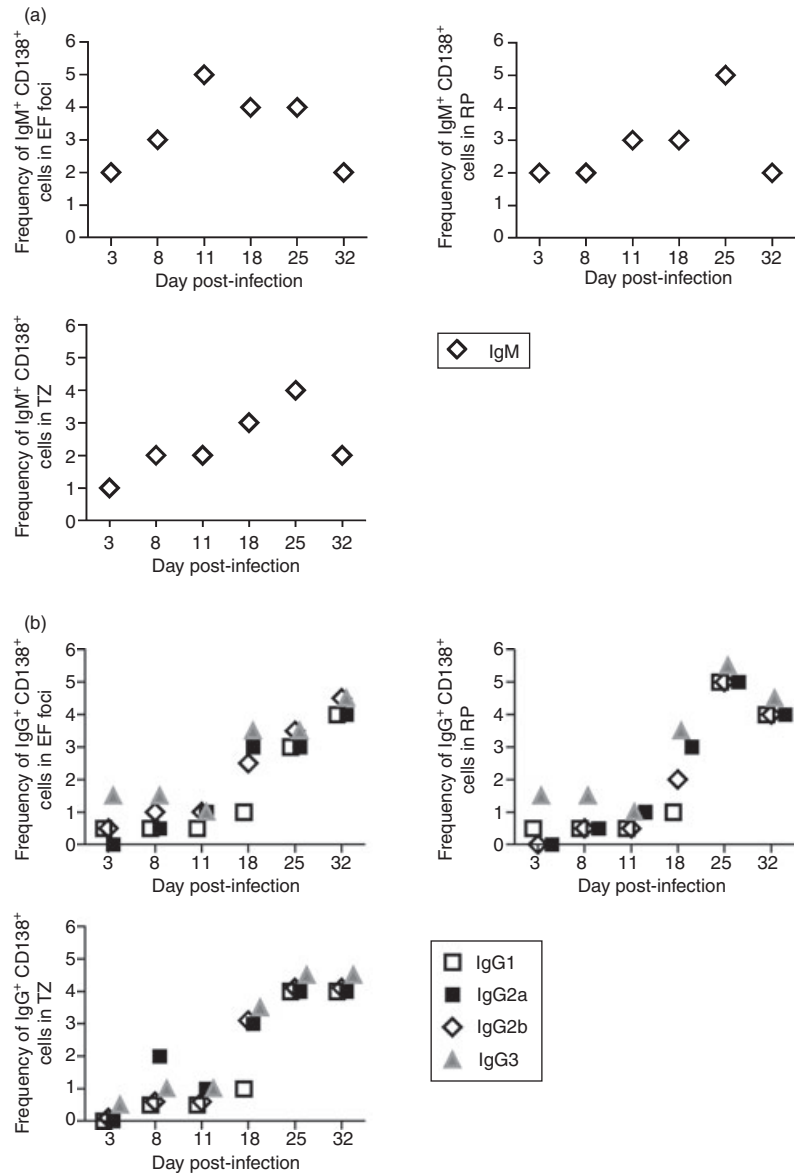 (a)
Frequency of IgM⁺ CD138⁺
cells in EF foci
6
5
4
3
2
1
0
3 8 11 18 25 32
Day post-infection
Frequency of IgM⁺ CD138⁺
cells in RP
6
5
4
3
2
1
0
3 8 11 18 25 32
Day post-infection
Frequency of IgM⁺ CD138⁺
cells in TZ
6
5
4
3
2
1
0
3 8 11 18 25 32
Day post-infection
IgM
(b)
Frequency of IgG⁺ CD138⁺
cells in EF foci
6
5
4
3
2
1
0
3 8 11 18 25 32
Day post-infection
Frequency of IgG⁺ CD138⁺
cells in RP
6
5
4
3
2
1
0
3 8 11 18 25 32
Day post-infection
Frequency of IgG⁺ CD138⁺
cells in TZ
6
5
4
3
2
1
0
3 8 11 18 25 32
Day post-infection
IgG1
IgG2a
IgG2b
IgG3